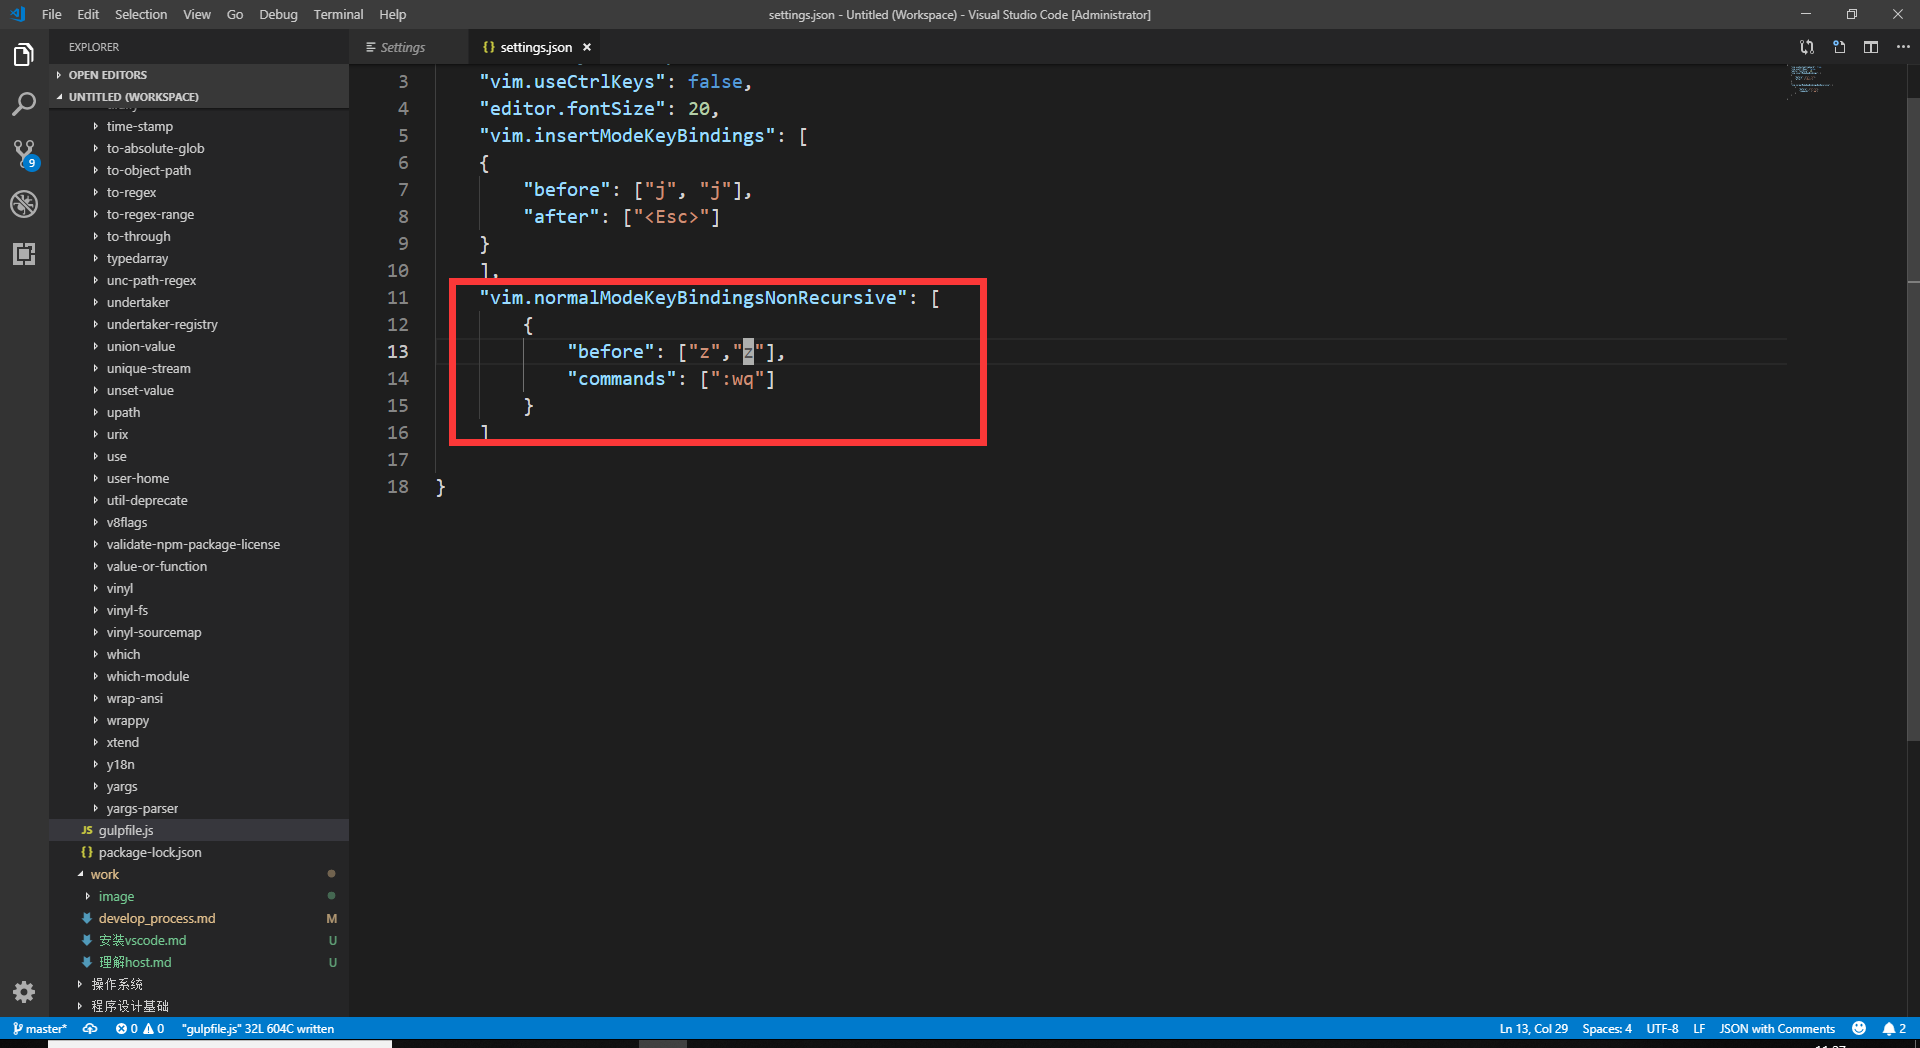 File Edit Selection View Go Debug Terminal Help
settings.json - Untitled (Workspace) - Visual Studio Code [Administrator]
EXPLORER
Settings
{} settings.json ×
OPEN EDITORS
UNTITLED (WORKSPACE)
time-stamp
to-absolute-glob
to-object-path
to-regex
to-regex-range
to-through
typedarray
unc-path-regex
undertaker
undertaker-registry
union-value
unique-stream
unset-value
upath
urix
use
user-home
util-deprecate
v8flags
validate-npm-package-license
value-or-function
vinyl
vinyl-fs
vinyl-sourcemap
which
which-module
wrap-ansi
wrappy
xtend
y18n
yargs
yargs-parser
JS gulpfile.js
{} package-lock.json
work
image
develop_process.md M
安装vscode.md U
理解host.md U
操作系统
程序设计基础
9
3 "vim.useCtrlKeys": false,
4 "editor.fontSize": 20,
5 "vim.insertModeKeyBindings": [
6 {
7 "before": ["j", "j"],
8 "after": ["<Esc>"]
9 }
10 ],
11 "vim.normalModeKeyBindingsNonRecursive": [
12 {
13 "before": ["z","z"],
14 "commands": [":wq"]
15 }
16 ]
17
18 }
master* 0 0 "gulpfile.js" 32L 604C written
Ln 13, Col 29 Spaces: 4 UTF-8 LF JSON with Comments 2